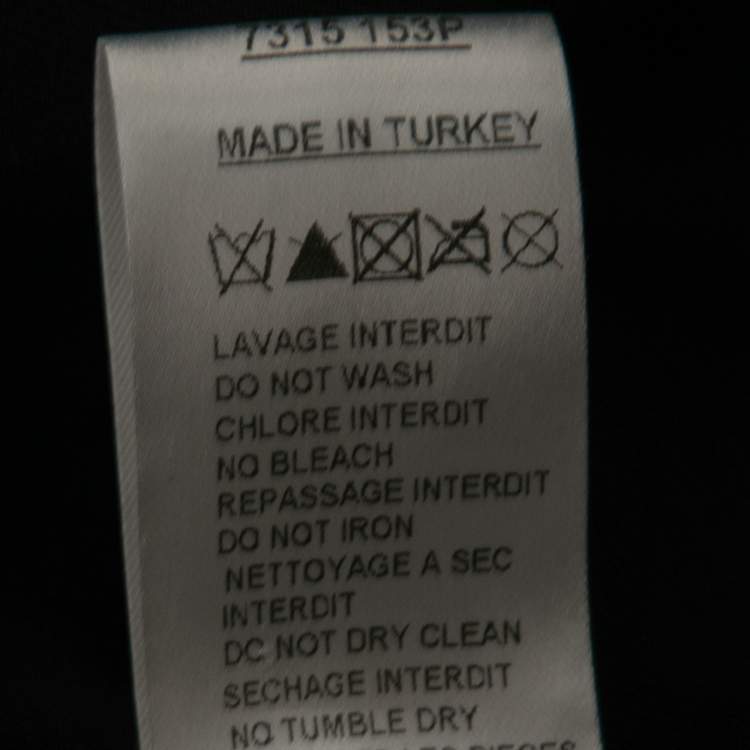 7315 153P
MADE IN TURKEY
LAVAGE INTERDIT
DO NOT WASH
CHLORE INTERDIT
NO BLEACH
REPASSAGE INTERDIT
DO NOT IRON
NETTOYAGE A SEC
INTERDIT
DO NOT DRY CLEAN
SECHAGE INTERDIT
NO TUMBLE DRY